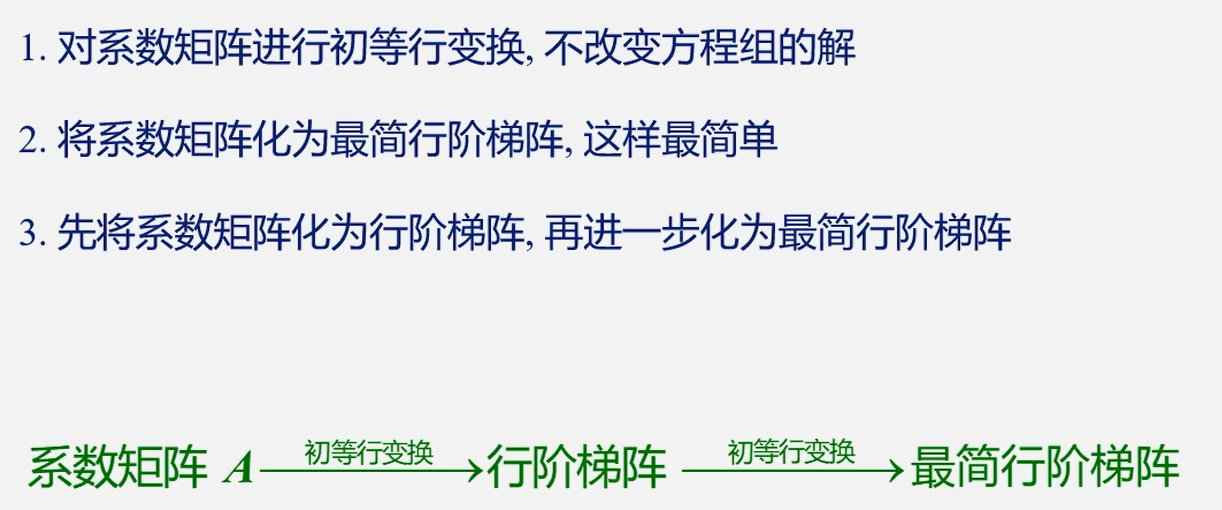 1. 对系数矩阵进行初等行变换, 不改变方程组的解
2. 将系数矩阵化为最简行阶梯阵, 这样最简单
3. 先将系数矩阵化为行阶梯阵, 再进一步化为最简行阶梯阵
初等行变换 初等行变换
系数矩阵 A 行阶梯阵 最简行阶梯阵